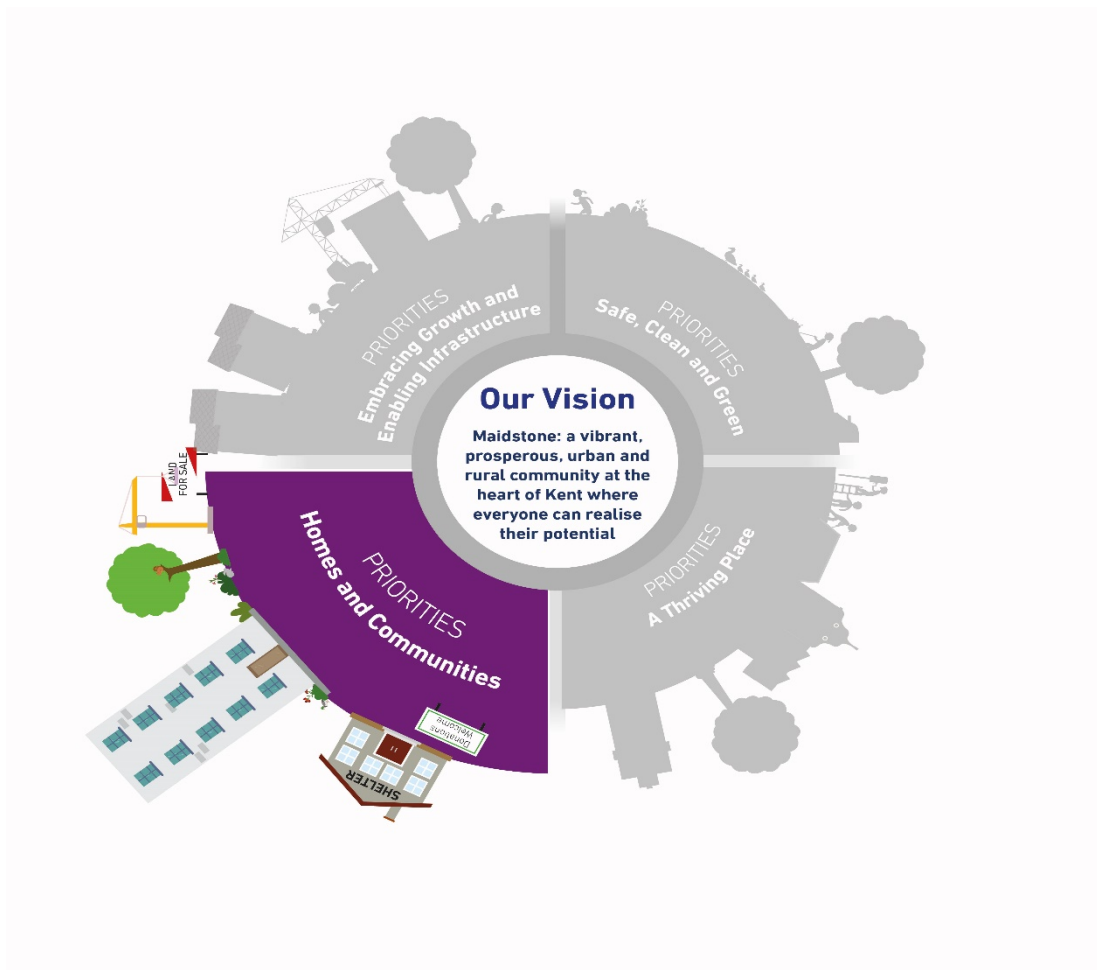 PRIORITIES
Embracing Growth and
Enabling Infrastructure
PRIORITIES
Safe, Clean and Green
Our Vision
Maidstone: a vibrant,
prosperous, urban and
rural community at the
heart of Kent where
everyone can realise
their potential
LAND
FOR SALE
PRIORITIES
Homes and Communities
PRIORITIES
A Thriving Place
Donations
Welcome
11
SHELTER